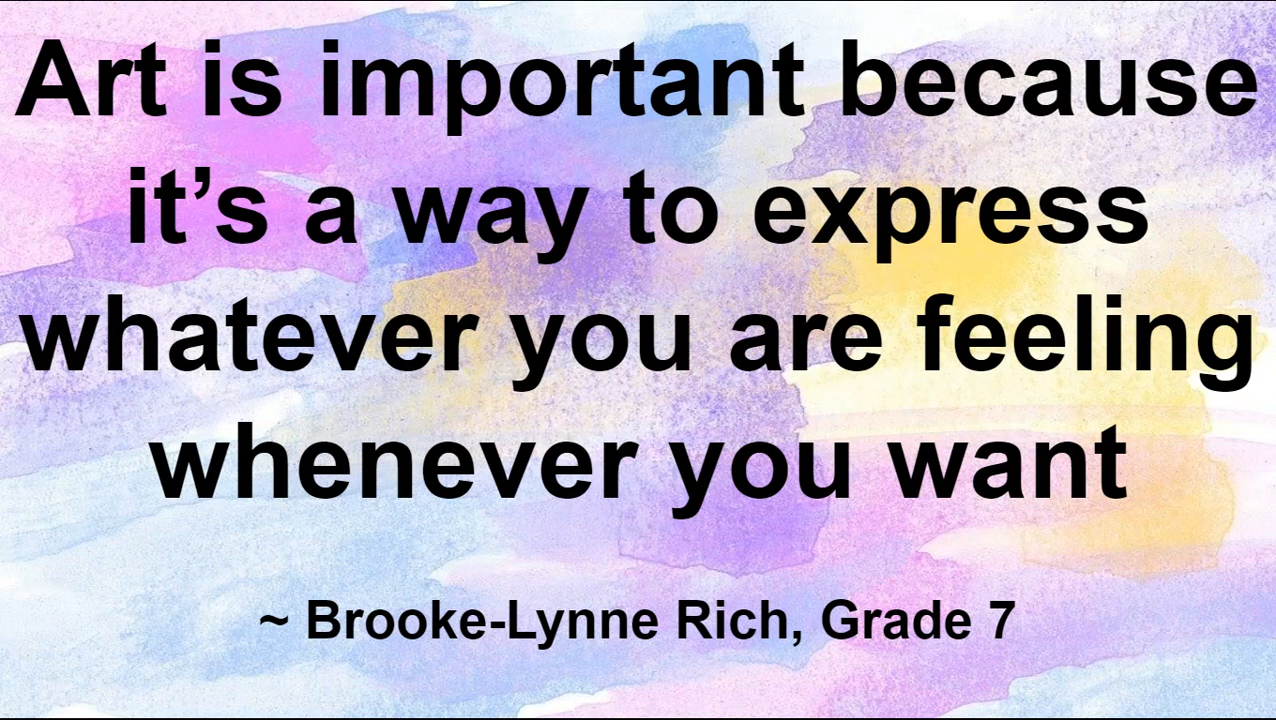 Art is important because
it’s a way to express
whatever you are feeling
whenever you want
~ Brooke-Lynne Rich, Grade 7